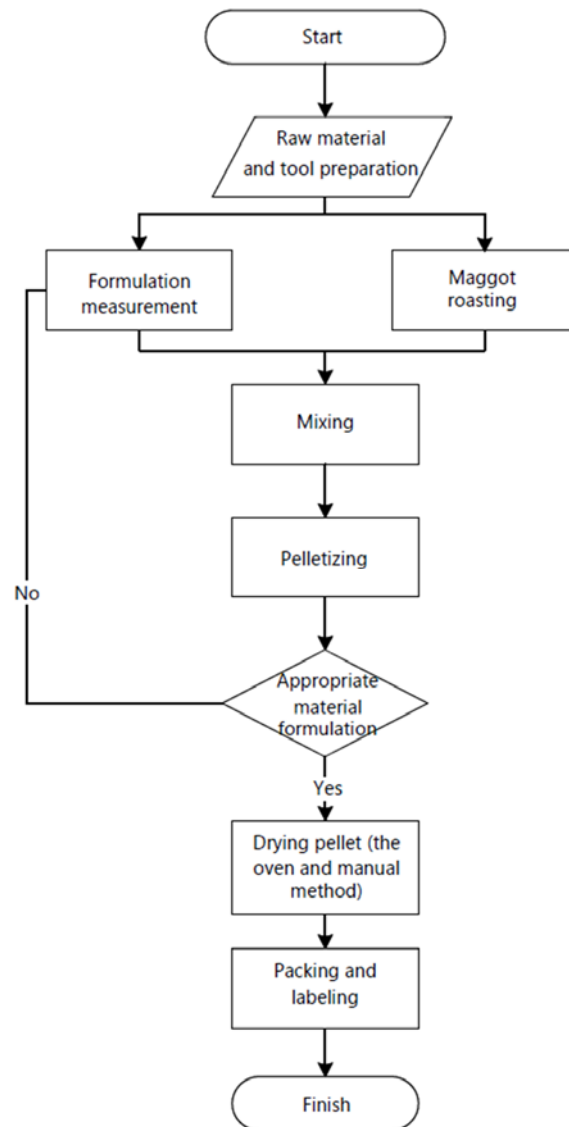 Start
Raw material
and tool preparation
Formulation
measurement
Maggot
roasting
Mixing
Pelletizing
No
Appropriate
material
formulation
Yes
Drying pellet (the
oven and manual
method)
Packing and
labeling
Finish